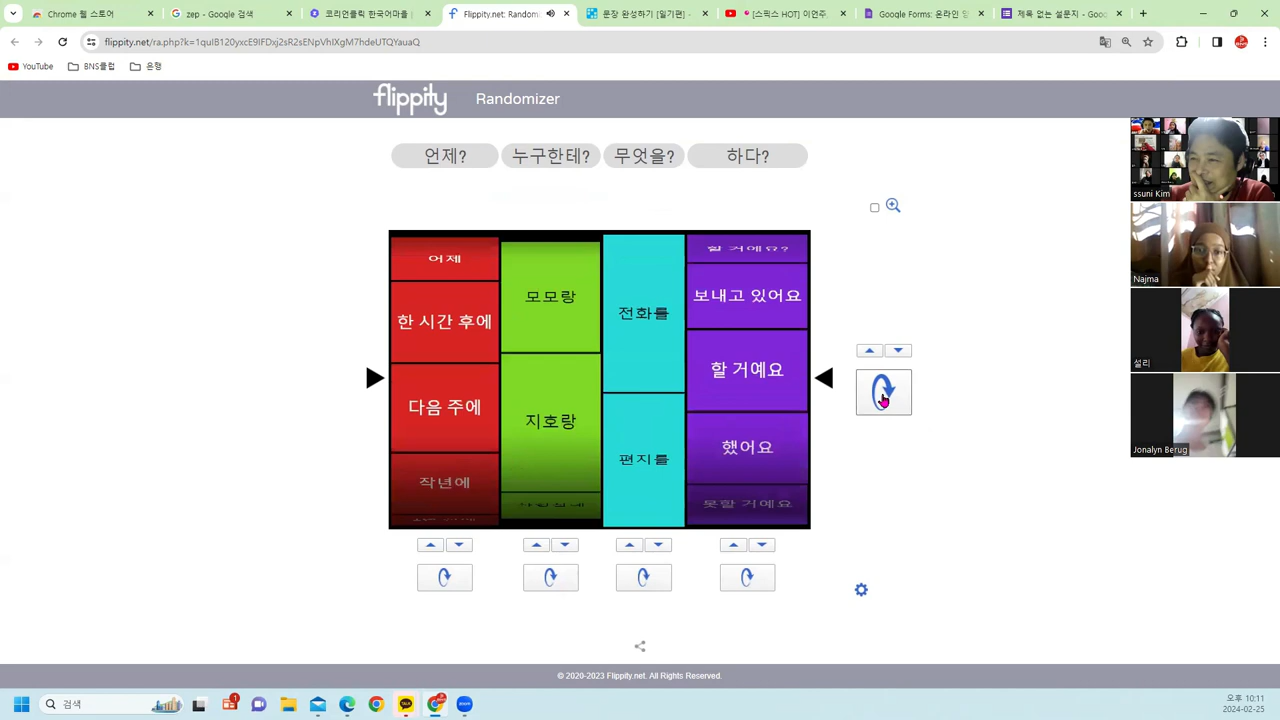 Chrome 웹 스토어
zep - Google 검색
코리안클릭 한국어마을
Flippity.net: Random
문장 완성하기 [일기편] -
[스픽스 HOT] 이언주,
Google Forms: 온라인 양
제목 없는 설문지 - Goo
flippity.net/ra.php?k=1quIB120yxcE9IFDxj2sR2sENpVhIXgM7hdeUTQYauaQ
YouTube
BNS클럽
은행
flippity
Randomizer
언제? 누구한테? 무엇을? 하다?
어제
한 시간 후에
다음 주에
작년에
모모랑
지호랑
전화를
편지를
할 거예요?
보내고 있어요
할 거예요
했어요
못할 거예요
ssuni Kim
Najma
설리
Jonalyn Berug
© 2020-2023 Flippity.net. All Rights Reserved.
검색
오후 10:11
2024-02-25